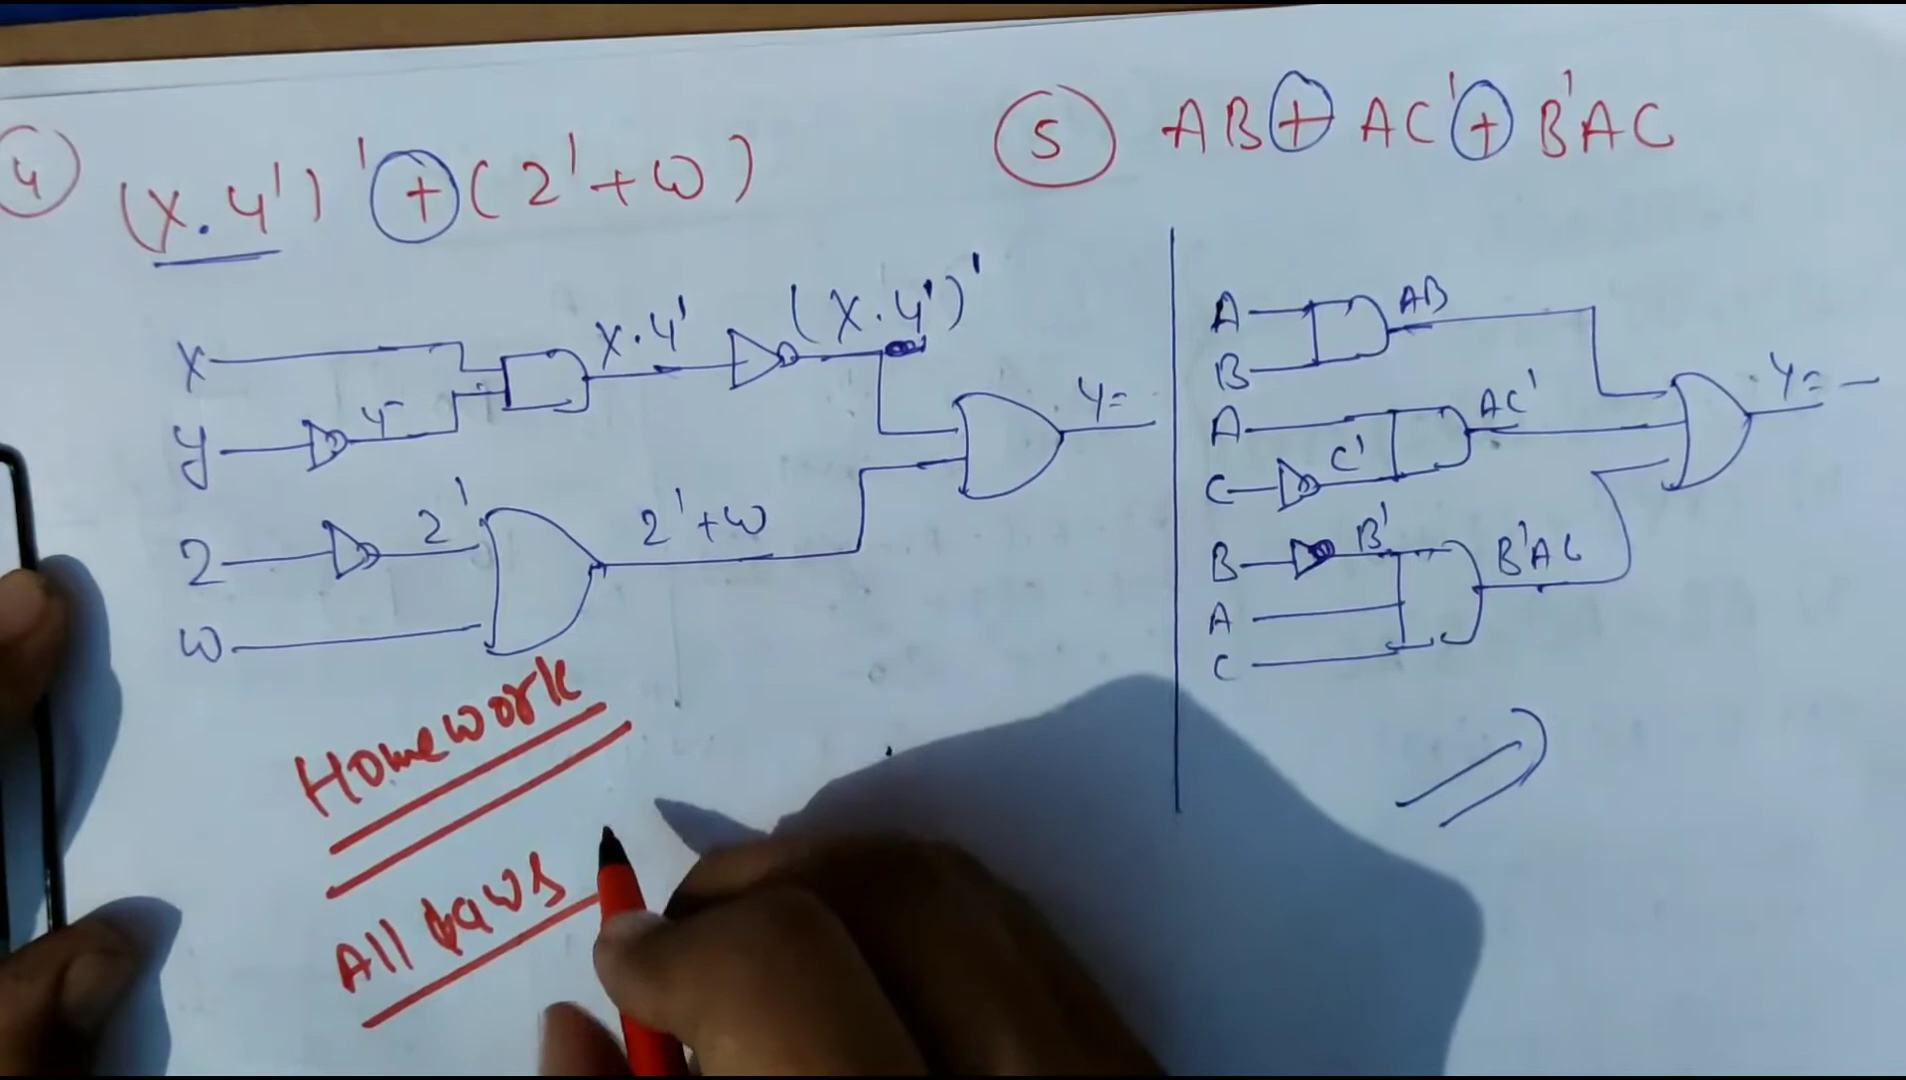 4 (X.y')' + (Z'+w)
X
y
y-
X.y'
(X.y')'
Z
Z'
w
Z'+w
Y=
Homework
All Laws
5 AB + AC' + B'AC
A
B
AB
A
C
C'
AC'
B
B'
A
C
B'AC
Y= -